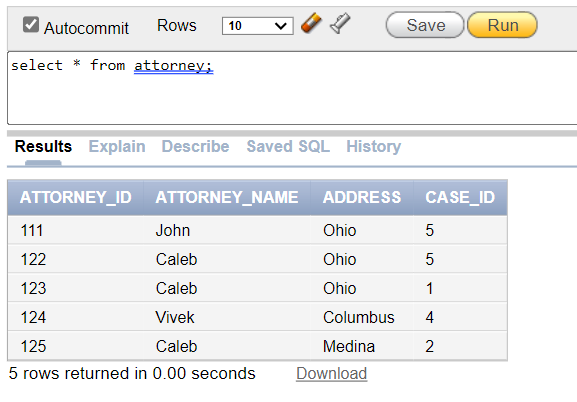 Autocommit Rows 10 Save Run
select * from attorney;
Results Explain Describe Saved SQL History
ATTORNEY_ID ATTORNEY_NAME ADDRESS CASE_ID
111 John Ohio 5
122 Caleb Ohio 5
123 Caleb Ohio 1
124 Vivek Columbus 4
125 Caleb Medina 2
5 rows returned in 0.00 seconds Download